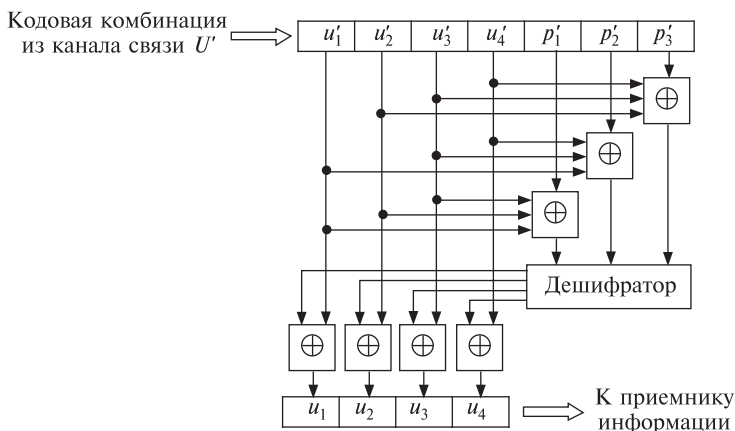 Кодовая комбинация
из канала связи U′
u′₁ u′₂ u′₃ u′₄ p′₁ p′₂ p′₃
⊕
⊕
⊕
Дешифратор
⊕ ⊕ ⊕ ⊕
u₁ u₂ u₃ u₄
К приемнику
информации